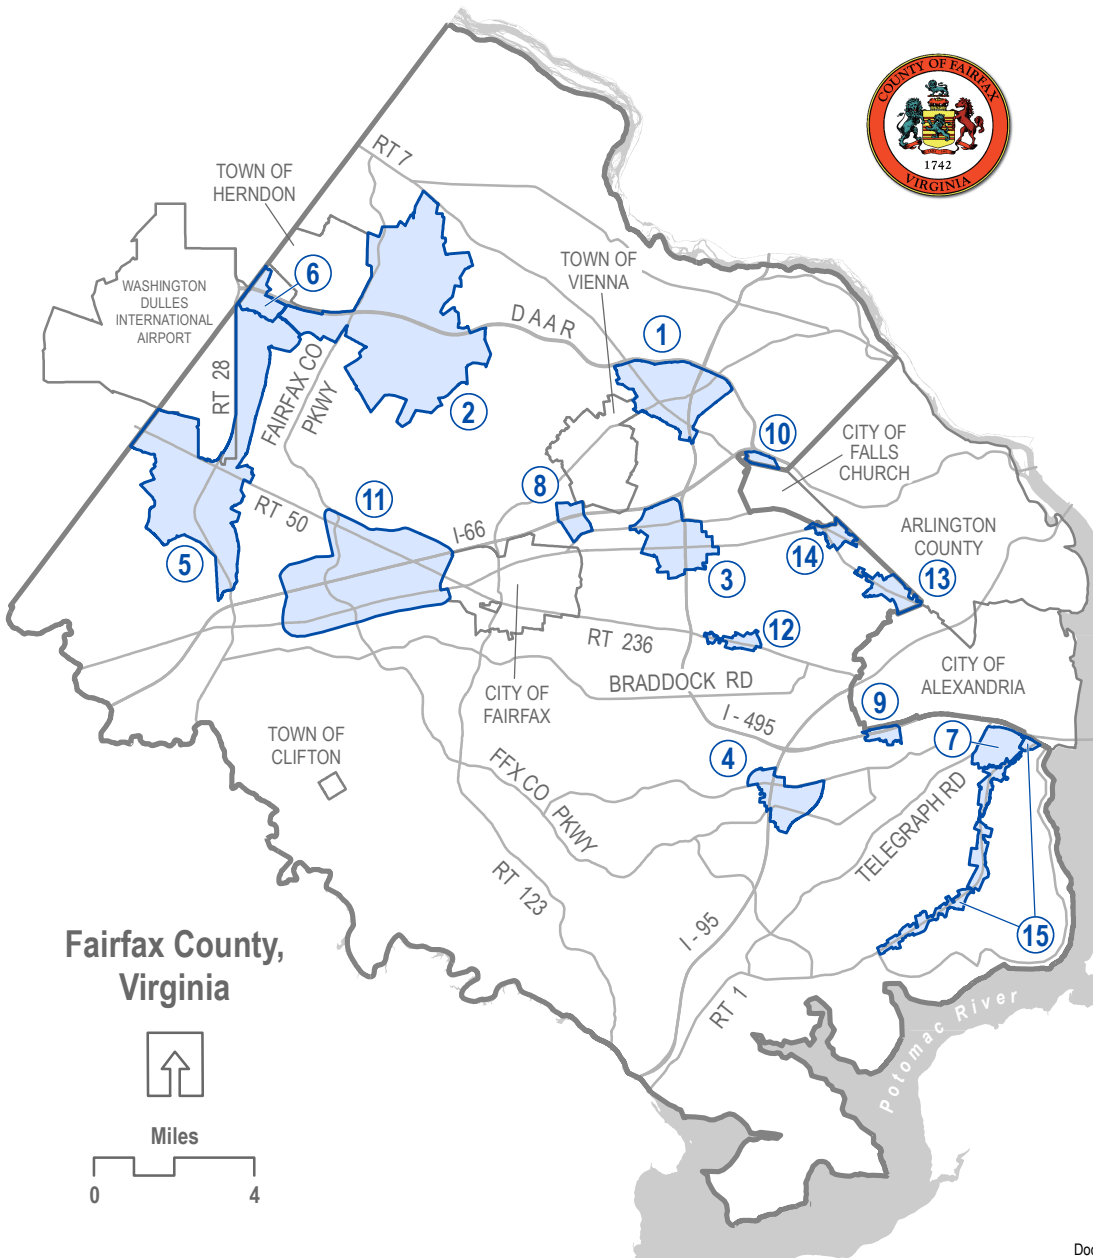 COUNTY OF FAIRFAX
1742
VIRGINIA
RT 7
TOWN OF
HERNDON
TOWN OF
VIENNA
WASHINGTON
DULLES
INTERNATIONAL
AIRPORT
6
DAAR
1
RT 28
FAIRFAX CO
PKWY
2
10
CITY OF
FALLS
CHURCH
8
11
RT 50
I-66
ARLINGTON
COUNTY
5
14
3
13
12
RT 236
CITY OF
ALEXANDRIA
BRADDOCK RD
CITY OF
FAIRFAX
9
I - 495
TOWN OF
CLIFTON
7
4
FFX CO PKWY
TELEGRAPH RD
RT 123
I - 95
15
Fairfax County,
Virginia
RT 1
Potomac River
Miles
0
4
Doc